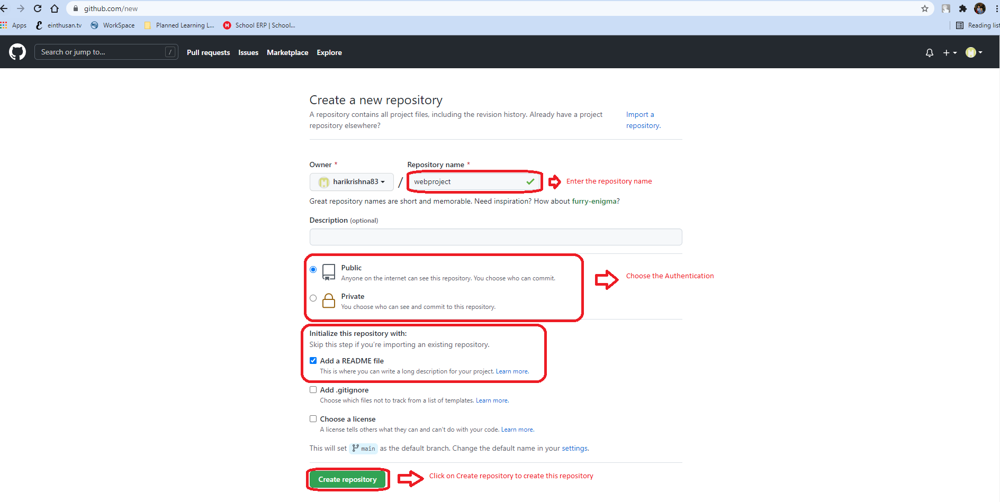 github.com/new
Apps einthusan.tv WorkSpace Planned Learning L... School ERP | School... Reading list
Search or jump to... / Pull requests Issues Marketplace Explore
Create a new repository
A repository contains all project files, including the revision history. Already have a project repository elsewhere? Import a repository.
Owner * Repository name *
harikrishna83 / webproject Enter the repository name
Great repository names are short and memorable. Need inspiration? How about furry-enigma?
Description (optional)
Public
Anyone on the internet can see this repository. You choose who can commit.
Choose the Authentication
Private
You choose who can see and commit to this repository.
Initialize this repository with:
Skip this step if you're importing an existing repository.
Add a README file
This is where you can write a long description for your project. Learn more.
Add .gitignore
Choose which files not to track from a list of templates. Learn more.
Choose a license
A license tells others what they can and can't do with your code. Learn more.
This will set main as the default branch. Change the default name in your settings.
Create repository Click on Create repository to create this repository